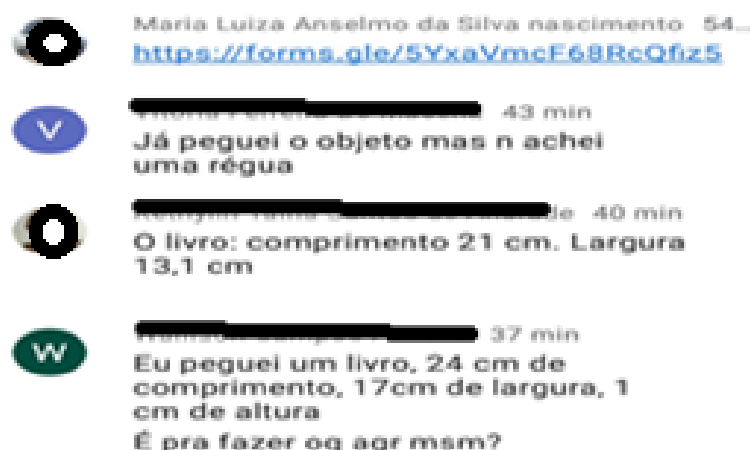 Maria Luiza Anselmo da Silva nascimento 54...
https://forms.gle/5YxaVmcF68RcQfiz5
43 min
V
Já peguei o objeto mas n achei
uma régua
40 min
O livro: comprimento 21 cm. Largura
13,1 cm
37 min
W
Eu peguei um livro, 24 cm de
comprimento, 17cm de largura, 1
cm de altura
É pra fazer oq agr msm?